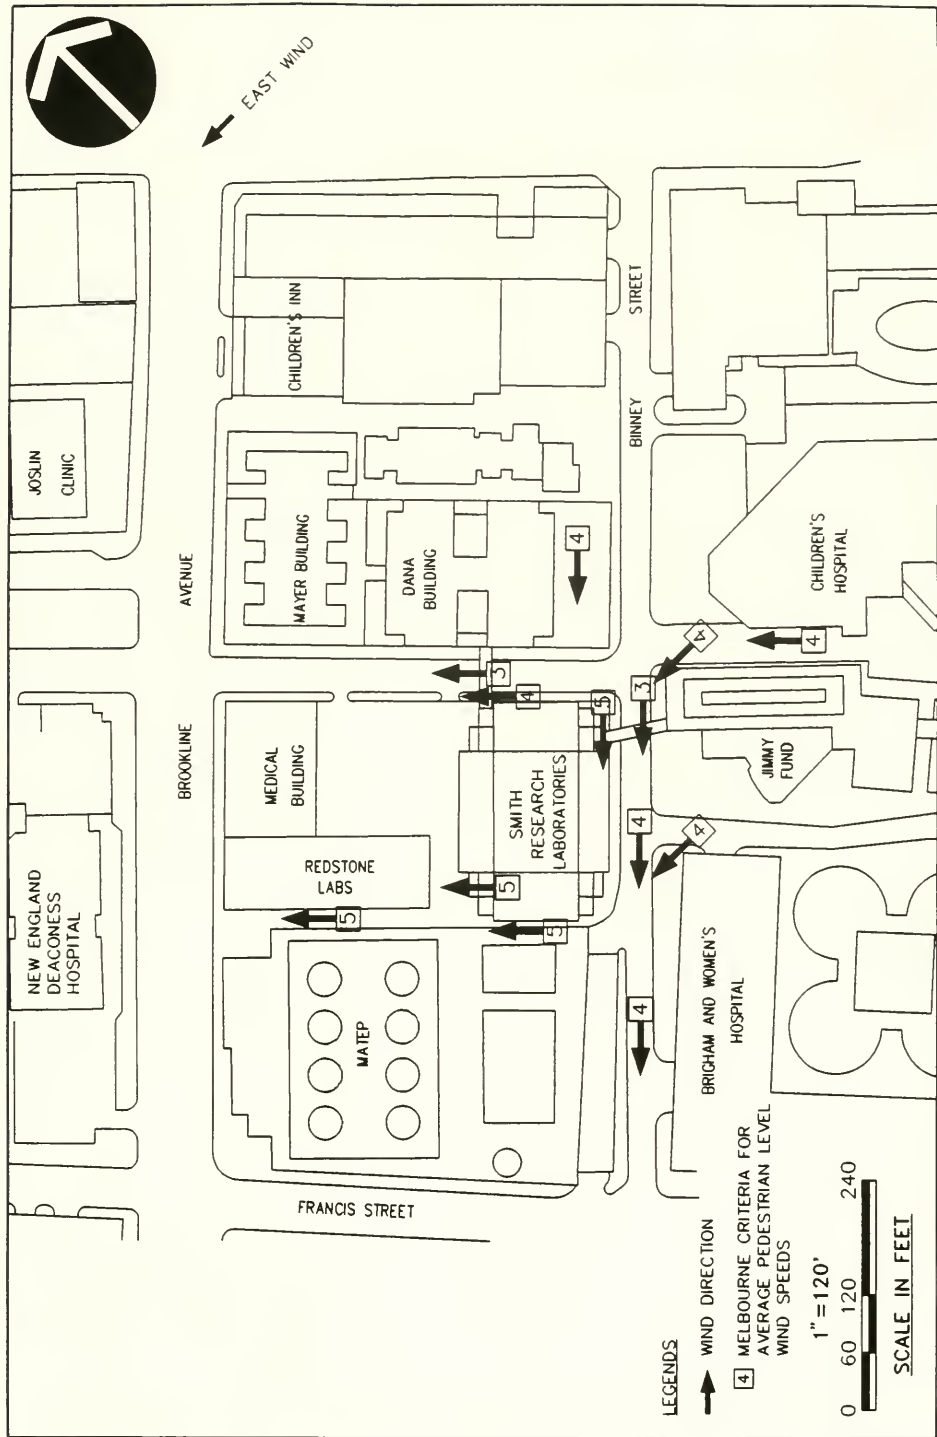 EAST WIND
JOSLIN
CLINIC
CHILDREN'S INN
STREET
BINNEY
AVENUE
MAYER BUILDING
DANA
BUILDING
4
CHILDREN'S
HOSPITAL
3
4
5
3
4
4
BROOKLINE
MEDICAL
BUILDING
SMITH
RESEARCH
LABORATORIES
JIMMY
FUND
NEW ENGLAND
DEACONESS
HOSPITAL
REDSTONE
LABS
5
5
5
4
4
4
MATEP
BRIGHAM AND WOMEN'S
HOSPITAL
FRANCIS STREET
LEGENDS
WIND DIRECTION
4 MELBOURNE CRITERIA FOR
AVERAGE PEDESTRIAN LEVEL
WIND SPEEDS
1"=120'
0 60 120 240
SCALE IN FEET